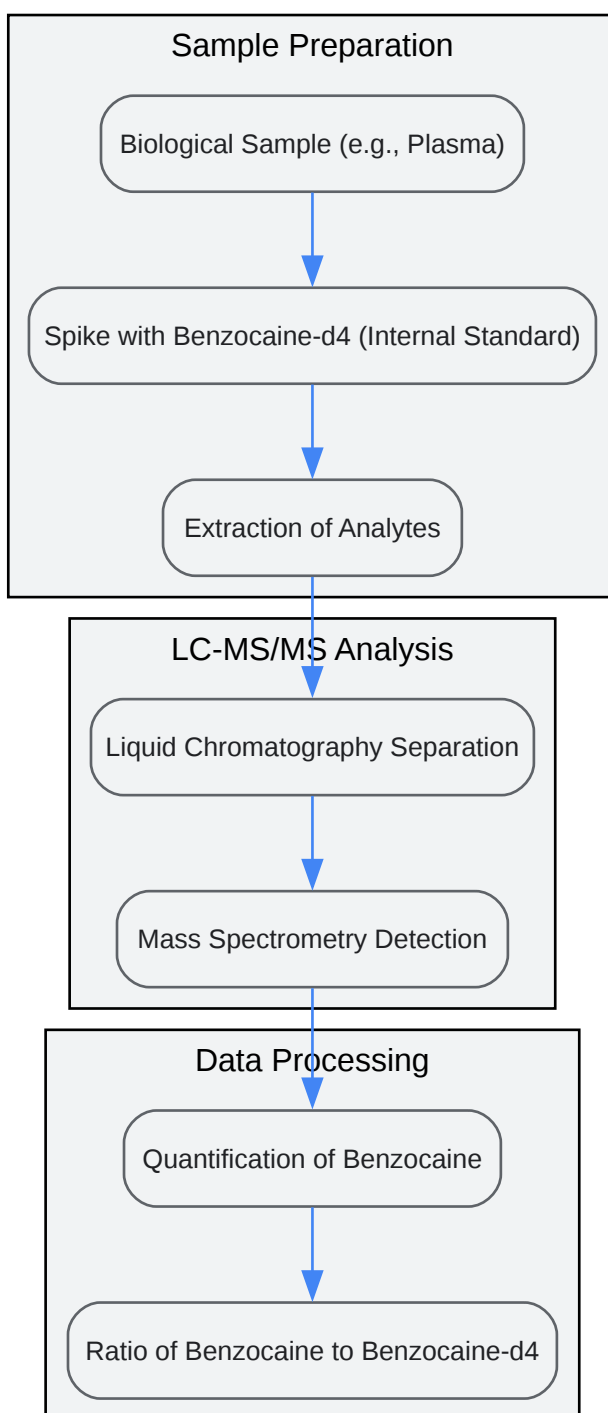 Sample Preparation
Biological Sample (e.g., Plasma)
Spike with Benzocaine-d4 (Internal Standard)
Extraction of Analytes
LC-MS/MS Analysis
Liquid Chromatography Separation
Mass Spectrometry Detection
Data Processing
Quantification of Benzocaine
Ratio of Benzocaine to Benzocaine-d4